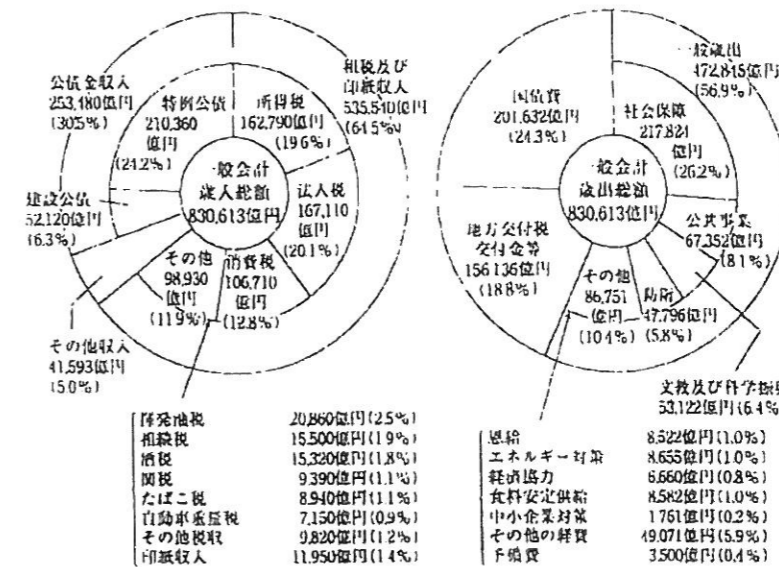 公債金収入
253,480億円
(30.5%)
特例公債
210,360
億円
(24.2%)
所得税
162,790億円
(19.6%)
租税及び
印紙収入
535,540億円
(64.5%)
一般会計
歳入総額
830,613億円
法人税
167,110
億円
(20.1%)
建設公債
52,120億円
(6.3%)
その他
98,930
億円
(11.9%)
消費税
106,710
億円
(12.8%)
その他収入
41,593億円
(5.0%)
揮発油税 20,860億円(2.5%)
相続税 15,500億円(1.9%)
酒税 15,320億円(1.8%)
関税 9,390億円(1.1%)
たばこ税 8,940億円(1.1%)
自動車重量税 7,150億円(0.9%)
その他税収 9,820億円(1.2%)
印紙収入 11,950億円(1.4%)
一般歳出
472,845億円
(56.9%)
国債費
201,632億円
(24.3%)
社会保障
217,824
億円
(26.2%)
一般会計
歳出総額
830,613億円
公共事業
67,352億円
(8.1%)
地方交付税
交付金等
156,136億円
(18.8%)
その他
86,751
億円
(10.4%)
防衛
47,796億円
(5.8%)
文教及び科学振興
53,122億円(6.4%
恩給 8,522億円(1.0%)
エネルギー対策 8,655億円(1.0%)
経済協力 6,660億円(0.8%)
食料安定供給 8,582億円(1.0%)
中小企業対策 1,761億円(0.2%)
その他の経費 49,071億円(5.9%)
予備費 3,500億円(0.4%)